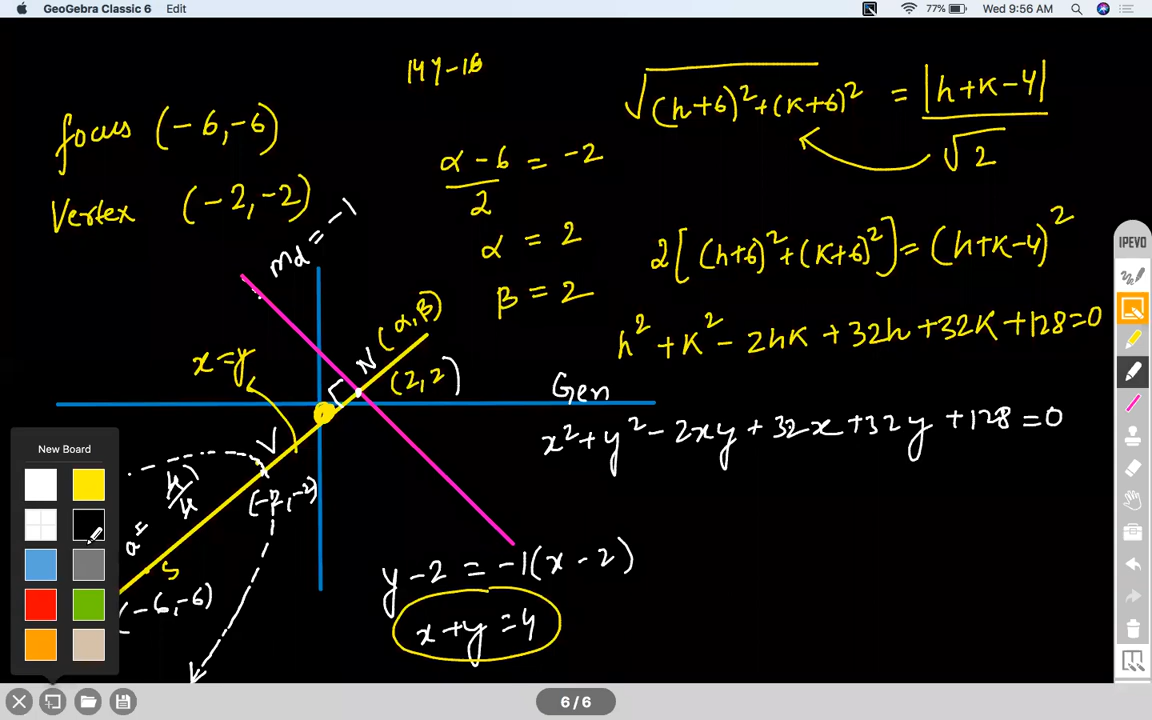 GeoGebra Classic 6 Edit 77% Wed 9:56 AM
14y-16
focus (-6,-6)
Vertex (-2,-2)
α-6/2 = -2
α = 2
β = 2
√(h+6)²+(k+6)² = |h+k-4|/√2
2[(h+6)²+(k+6)²] = (h+k-4)²
h²+k²-2hk+32h+32k+128=0
Gen
x²+y²-2xy+32x+32y+128=0
md = -1
N (α,β)
(2,2)
x=y
V
(-2,-2)
a=
S
(-6,-6)
y-2 = -1(x-2)
x+y=4
IPEVO
New Board
6/6